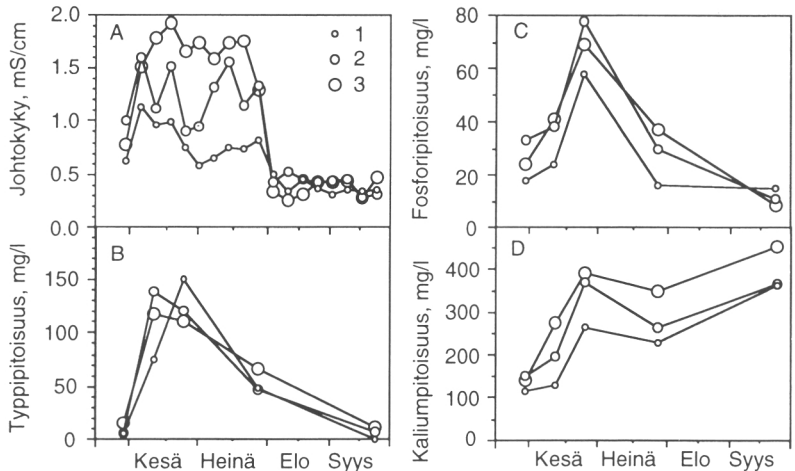 A
1
2
3
Johtokyky, mS/cm
2.0
1.5
1.0
0.5
0.0
B
Typpipitoisuus, mg/l
150
100
50
0
Kesä Heinä Elo Syys
C
Fosforipitoisuus, mg/l
80
60
40
20
0
D
Kaliumpitoisuus, mg/l
400
300
200
100
0
Kesä Heinä Elo Syys